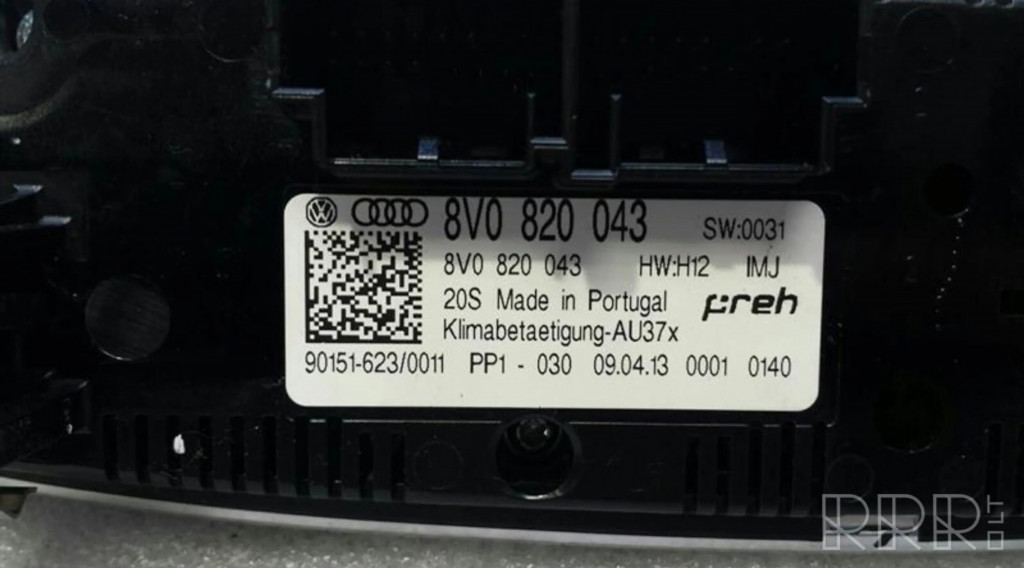 8V0 820 043 SW:0031
8V0 820 043 HW:H12 IMJ
20S Made in Portugal preh
Klimabetaetigung-AU37x
90151-623/0011 PP1 - 030 09.04.13 0001 0140
RRR.LT